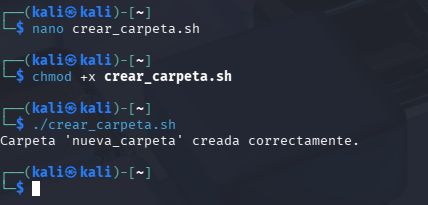 ┌──(kali㉿kali)-[~]
└─$ nano crear_carpeta.sh
┌──(kali㉿kali)-[~]
└─$ chmod +x crear_carpeta.sh
┌──(kali㉿kali)-[~]
└─$ ./crear_carpeta.sh
Carpeta 'nueva_carpeta' creada correctamente.
┌──(kali㉿kali)-[~]
└─$